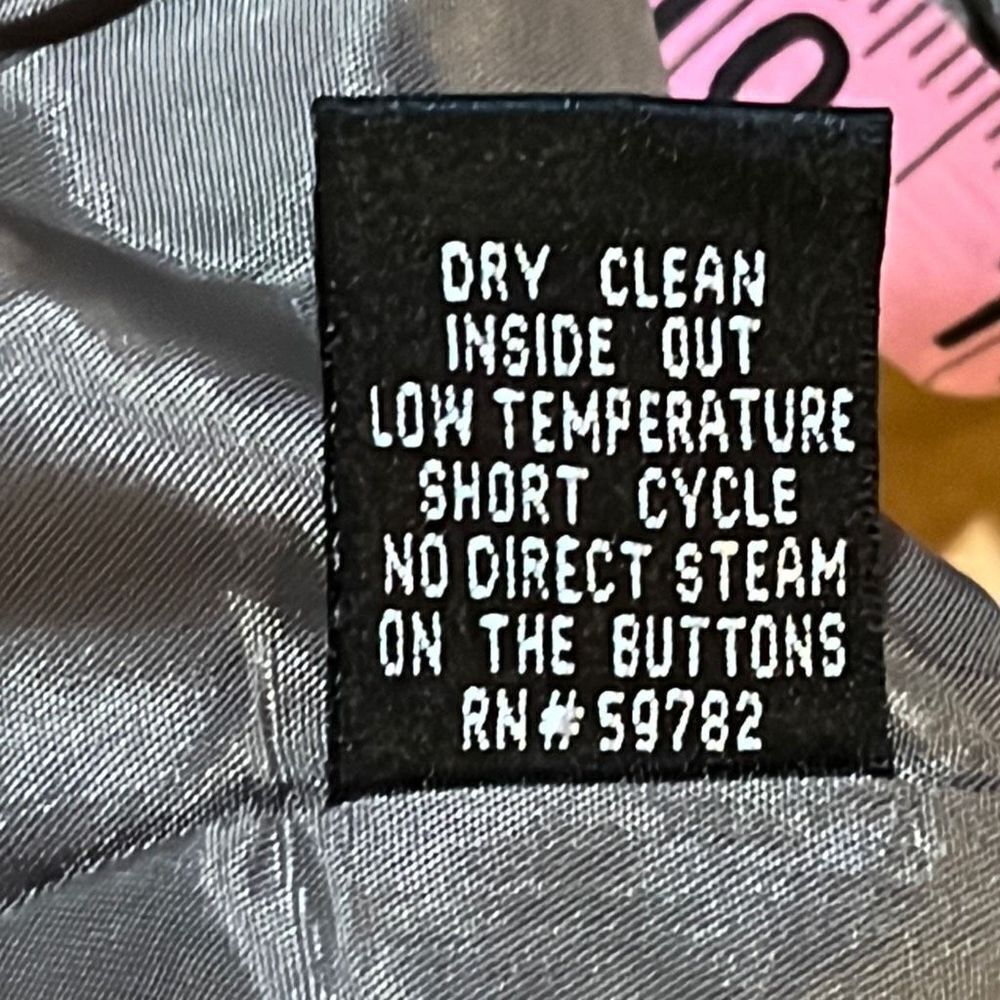 DRY CLEAN
INSIDE OUT
LOW TEMPERATURE
SHORT CYCLE
NO DIRECT STEAM
ON THE BUTTONS
RN# 59782